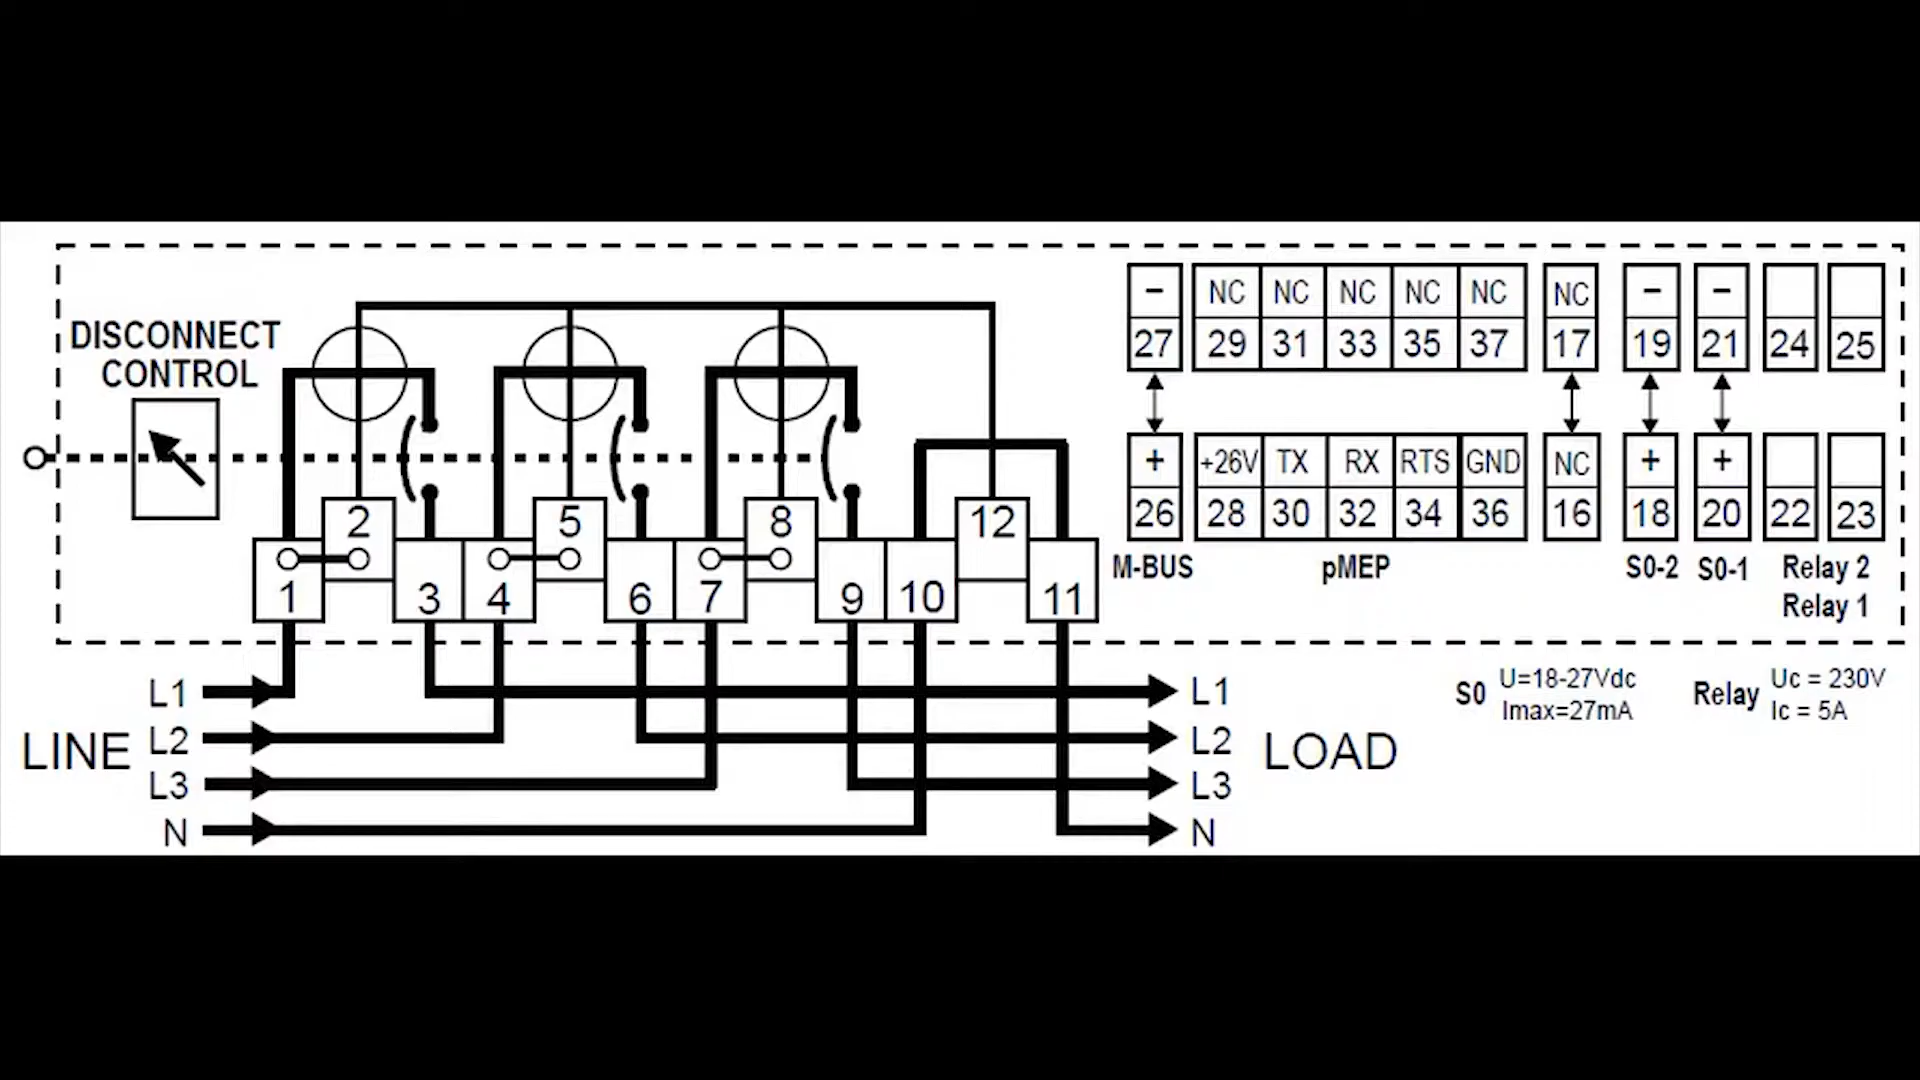 DISCONNECT
CONTROL
- NC NC NC NC NC NC - -
27 29 31 33 35 37 17 19 21 24 25
+ +26V TX RX RTS GND NC + +
26 28 30 32 34 36 16 18 20 22 23
M-BUS pMEP S0-2 S0-1 Relay 2
Relay 1
2 5 8 12
1 3 4 6 7 9 10 11
LINE
L1
L2
L3
N
L1
L2
L3
N
LOAD
S0 U=18-27Vdc
Imax=27mA
Relay Uc = 230V
Ic = 5A